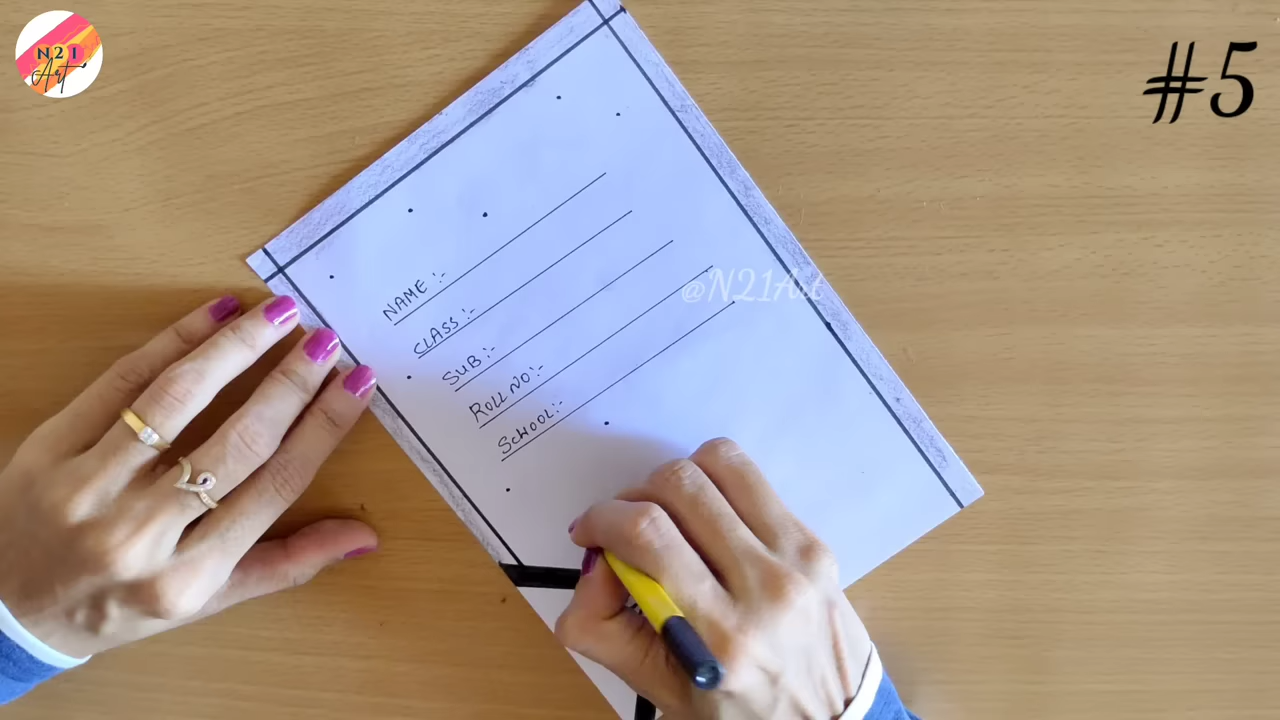 N21
Art
#5
NAME :-
CLASS :-
SUB :-
ROLL NO :-
SCHOOL :-
@N21Art